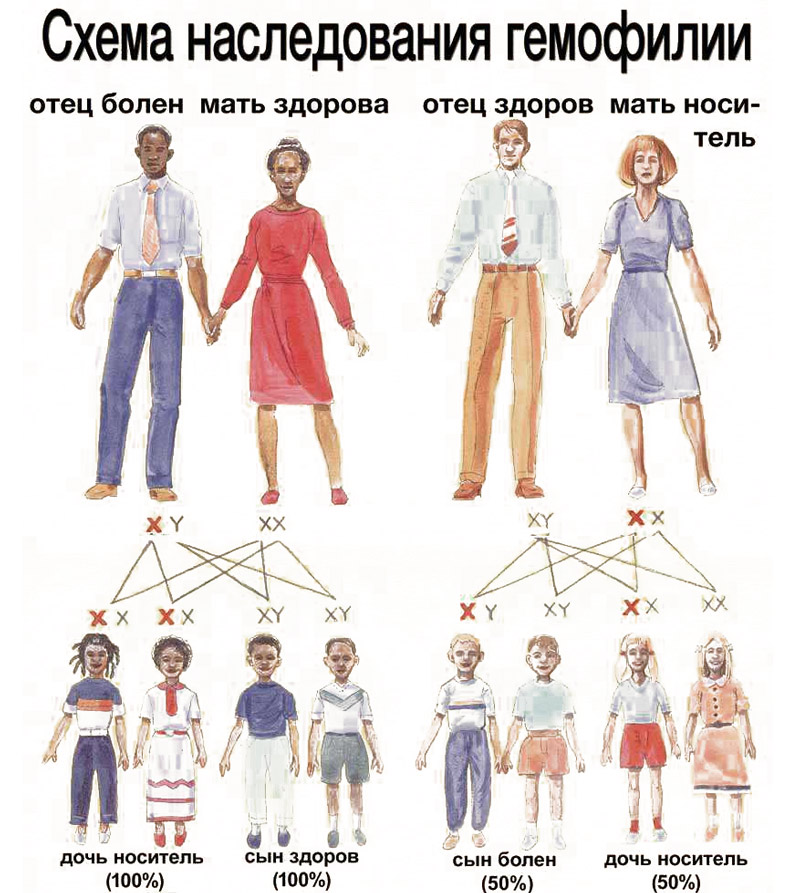 Схема наследования гемофилии
отец болен мать здорова
отец здоров мать носи-
тель
X Y
XX
XY
X X
X X
X X
XY
XY
X Y
XY
X X
XX
дочь носитель
(100%)
сын здоров
(100%)
сын болен
(50%)
дочь носитель
(50%)